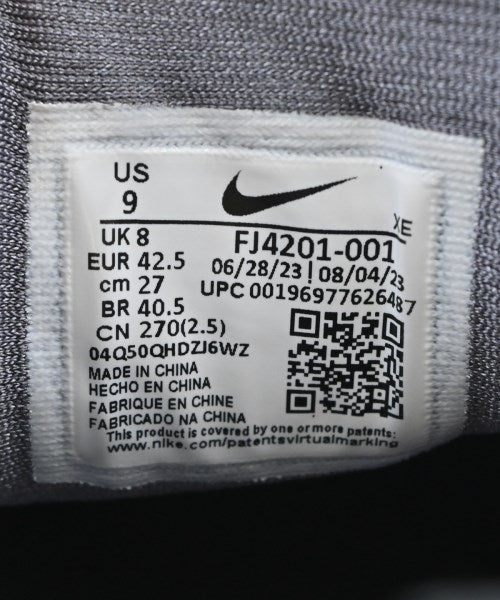 US
9
XE
UK 8
FJ4201-001
EUR 42.5
06/28/23 | 08/04/23
cm 27
UPC 00196977626487
BR 40.5
CN 270(2.5)
04Q50QHDZJ6WZ
MADE IN CHINA
HECHO EN CHINA
FABRIQUE EN CHINE
FABRICADO NA CHINA
This product is covered by one or more patents:
www.nike.com/patentsvirtualmarking